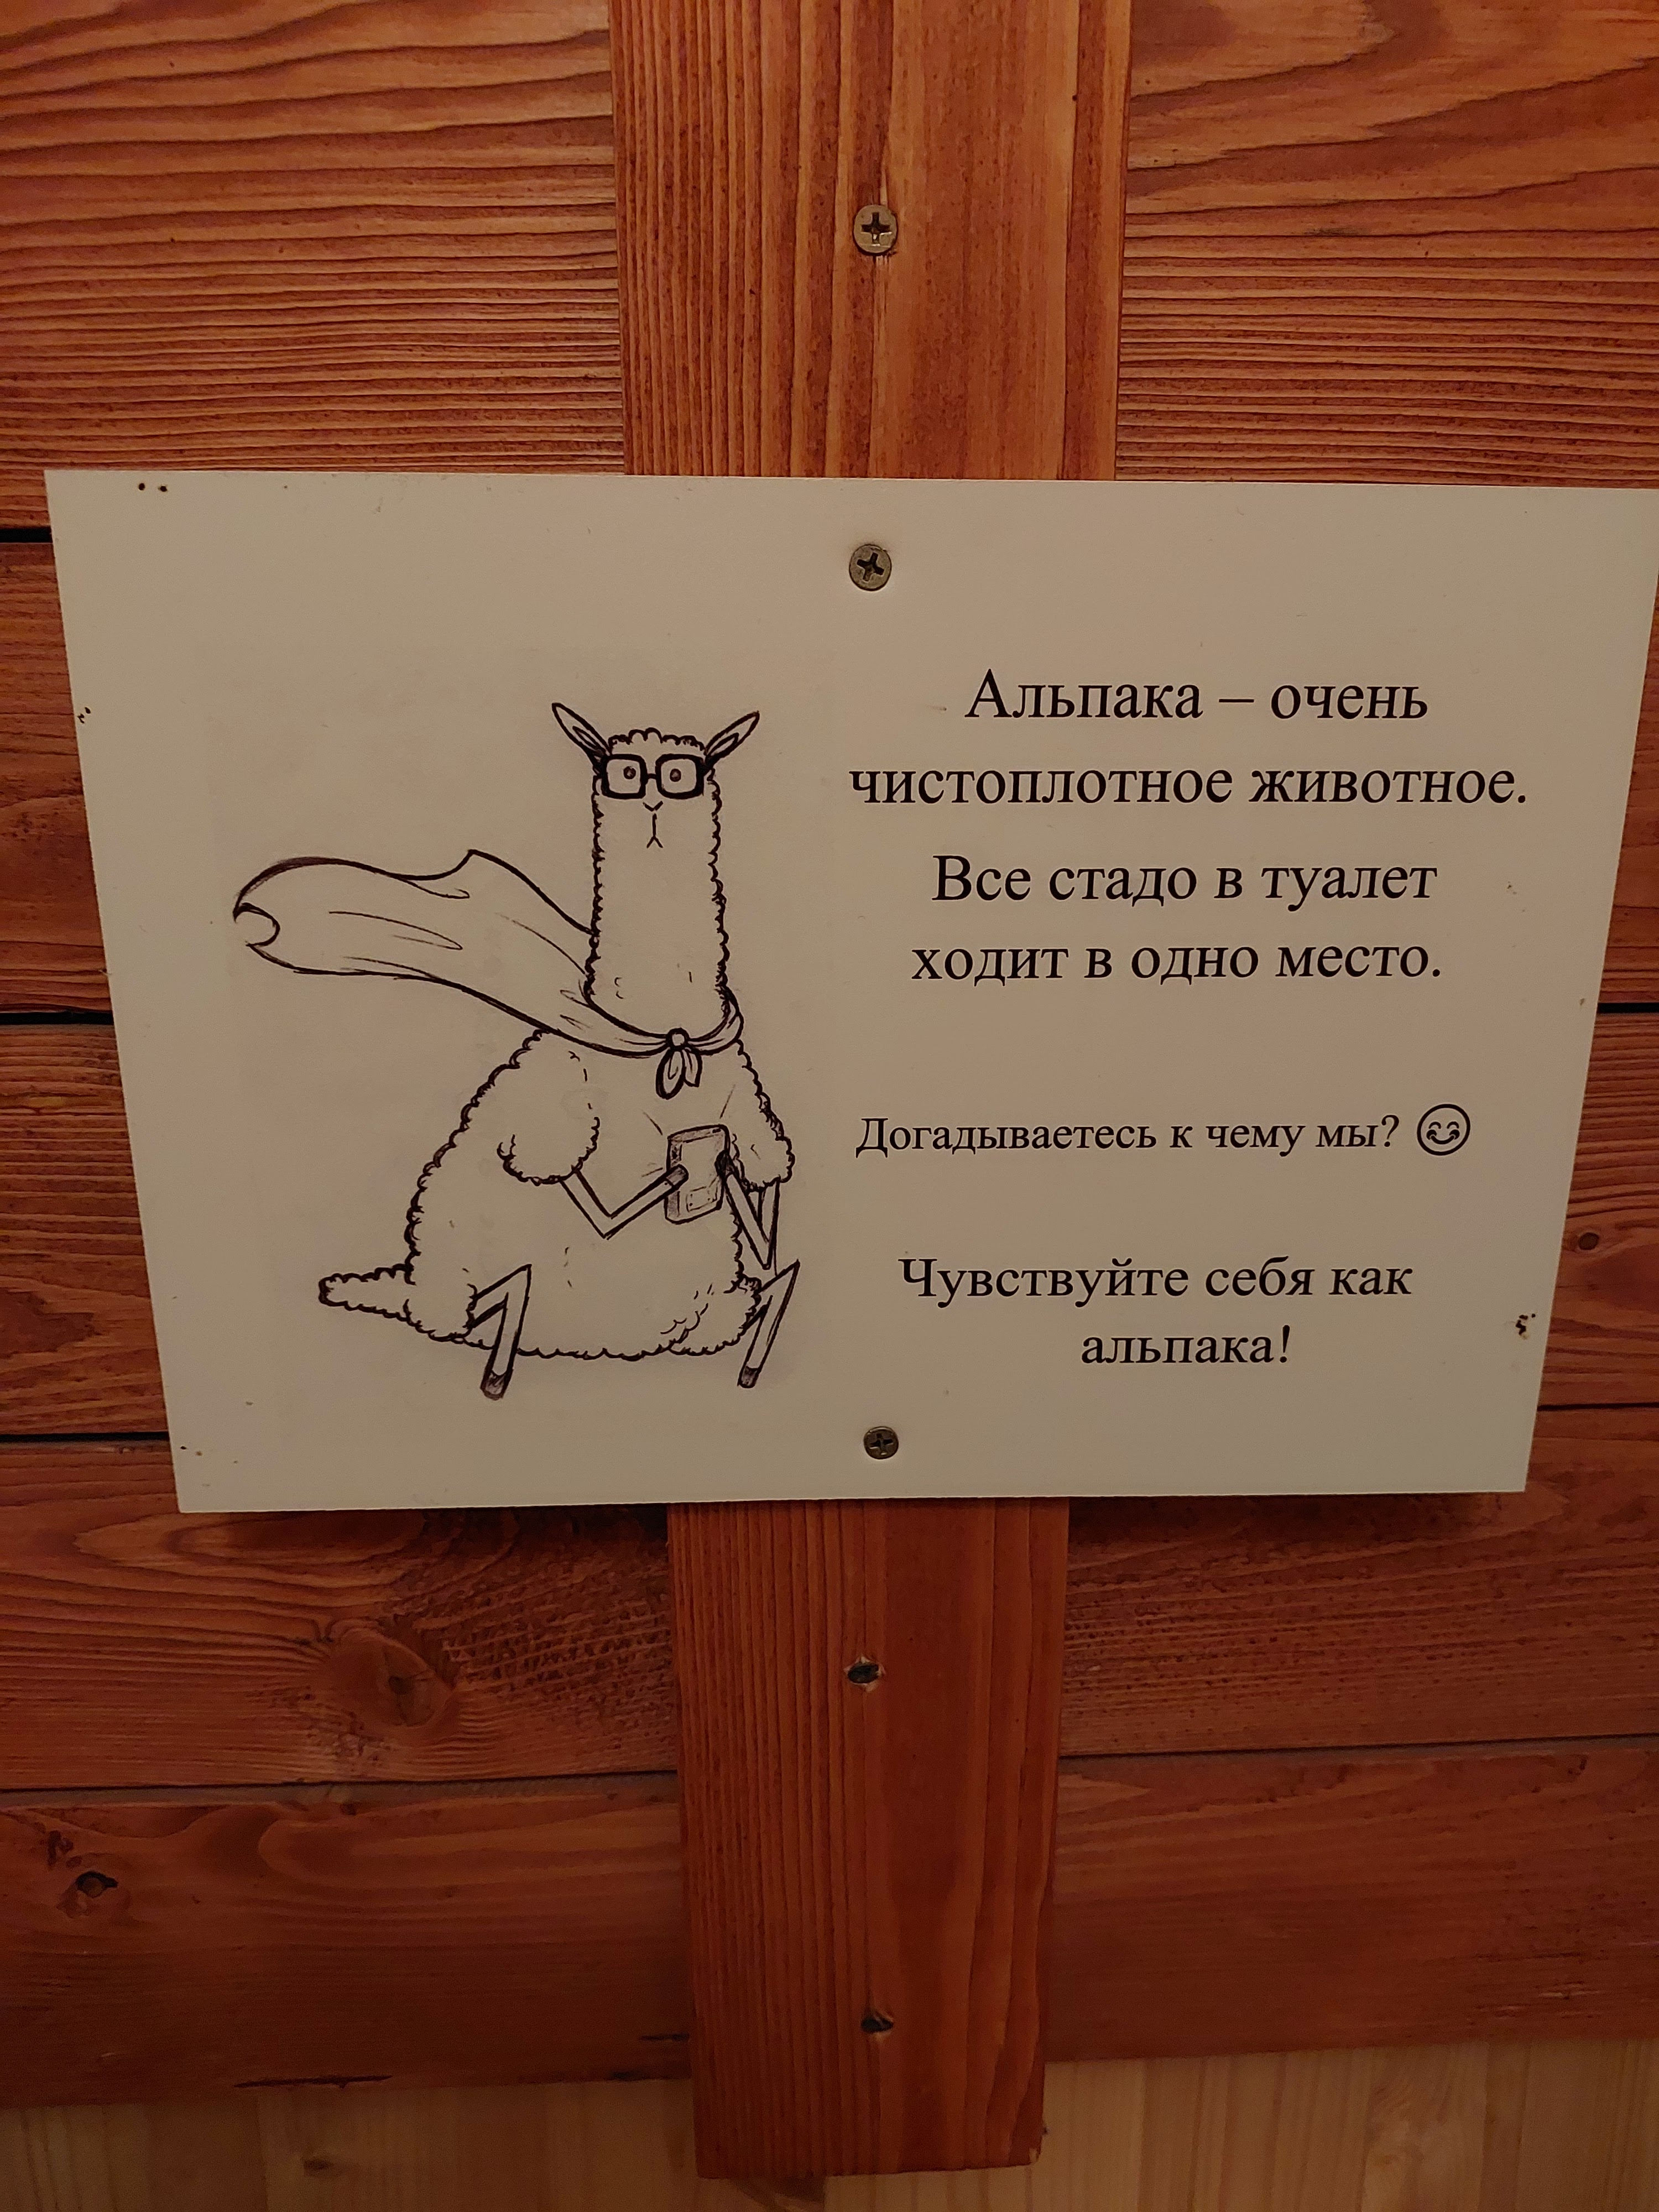 Альпака – очень
чистоплотное животное.
Все стадо в туалет
ходит в одно место.
Догадываетесь к чему мы? 😊
Чувствуйте себя как
альпака!